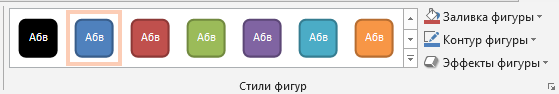 Абв Абв Абв Абв Абв Абв Абв
Заливка фигуры
Контур фигуры
Эффекты фигуры
Стили фигур